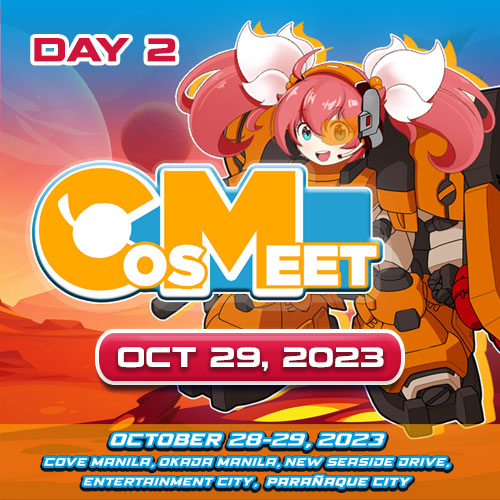 DAY 2
COSMEET
OCT 29, 2023
OCTOBER 28-29, 2023
COVE MANILA, OKADA MANILA, NEW SEASIDE DRIVE,
ENTERTAINMENT CITY, PARAÑAQUE CITY